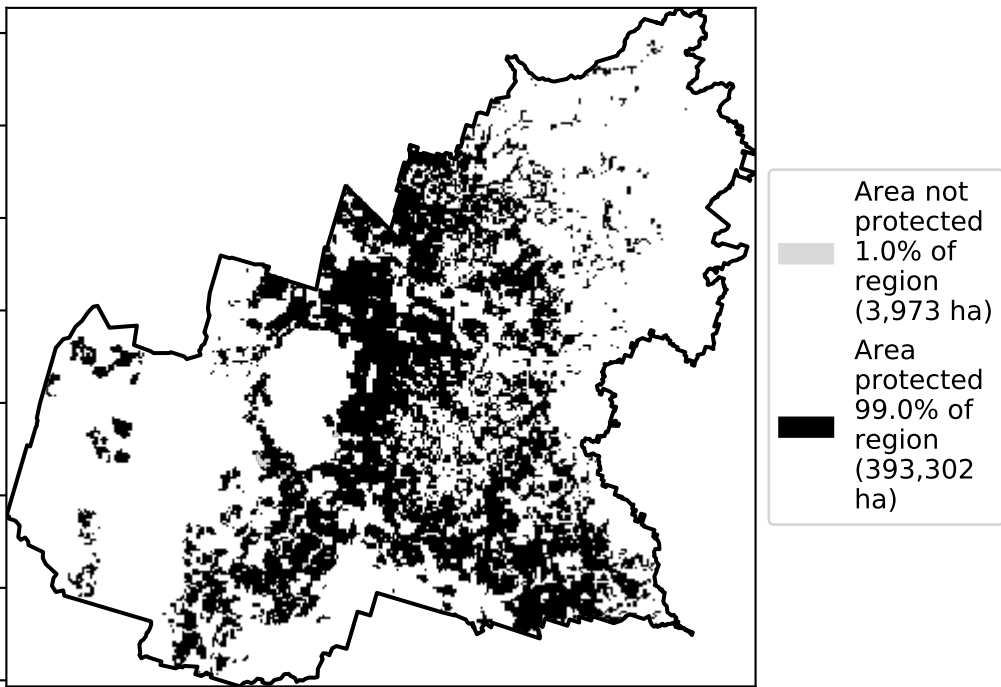 Area not
protected
1.0% of
region
(3,973 ha)
Area
protected
99.0% of
region
(393,302
ha)